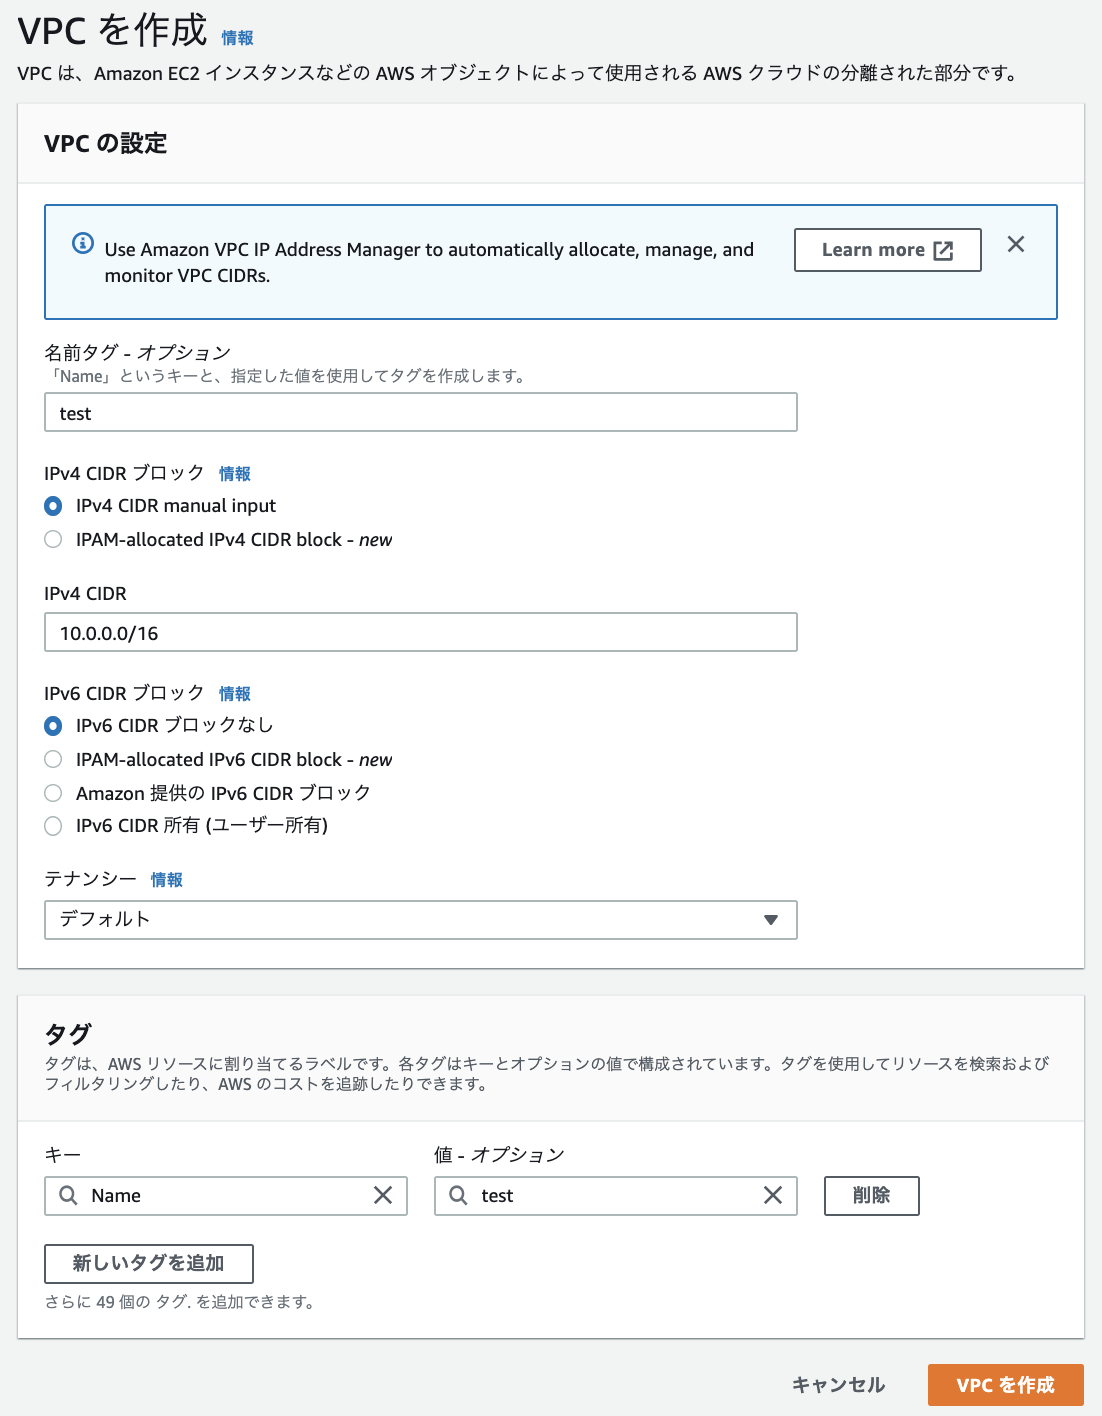 VPC を作成 情報
VPC は、Amazon EC2 インスタンスなどの AWS オブジェクトによって使用される AWS クラウドの分離された部分です。
VPC の設定
Use Amazon VPC IP Address Manager to automatically allocate, manage, and
monitor VPC CIDRs.
Learn more
名前タグ - オプション
「Name」というキーと、指定した値を使用してタグを作成します。
test
IPv4 CIDR ブロック 情報
IPv4 CIDR manual input
IPAM-allocated IPv4 CIDR block - new
IPv4 CIDR
10.0.0.0/16
IPv6 CIDR ブロック 情報
IPv6 CIDR ブロックなし
IPAM-allocated IPv6 CIDR block - new
Amazon 提供の IPv6 CIDR ブロック
IPv6 CIDR 所有 (ユーザー所有)
テナンシー 情報
デフォルト
タグ
タグは、AWS リソースに割り当てるラベルです。各タグはキーとオプションの値で構成されています。タグを使用してリソースを検索および
フィルタリングしたり、AWS のコストを追跡したりできます。
キー 値 - オプション
Name test 削除
新しいタグを追加
さらに 49 個の タグ. を追加できます。
キャンセル VPC を作成